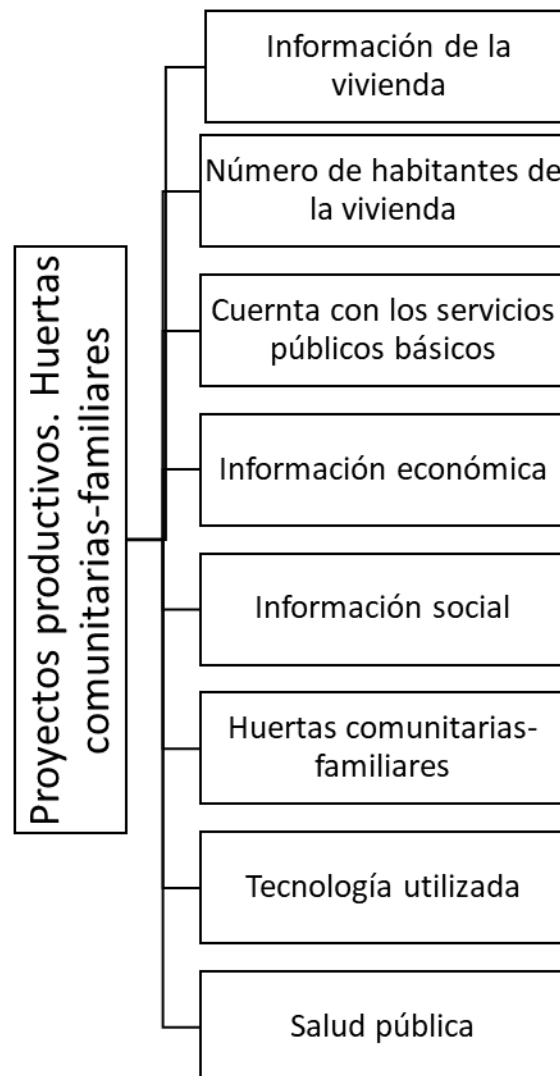 Proyectos productivos. Huertas
comunitarias-familiares
Información de la
vivienda
Número de habitantes de
la vivienda
Cuernta con los servicios
públicos básicos
Información económica
Información social
Huertas comunitarias-
familiares
Tecnología utilizada
Salud pública